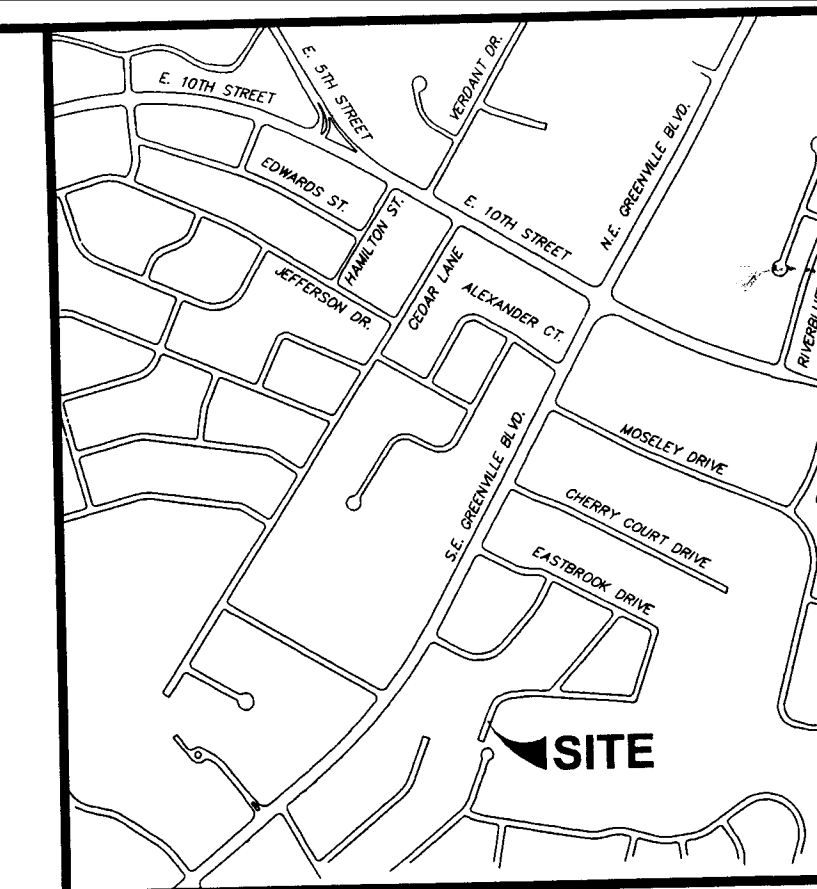 E. 5TH STREET
VERDANT DR.
E. 10TH STREET
N.E. GREENVILLE BLVD.
EDWARDS ST.
HAMILTON ST.
E. 10TH STREET
JEFFERSON DR.
CEDAR LANE
ALEXANDER CT.
MOSELEY DRIVE
S.E. GREENVILLE BLVD.
CHERRY COURT DRIVE
EASTBROOK DRIVE
SITE